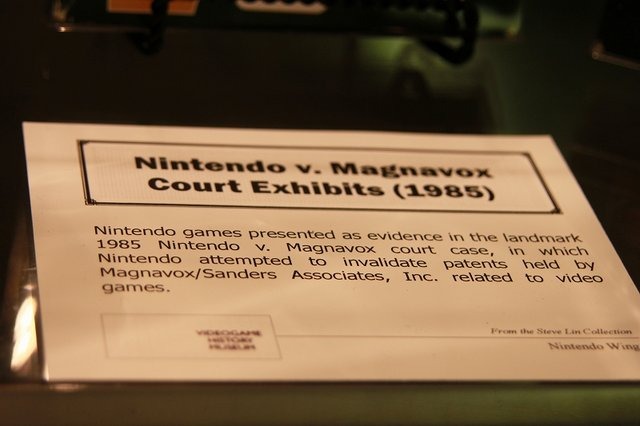 Nintendo v. Magnavox
Court Exhibits (1985)
Nintendo games presented as evidence in the landmark
1985 Nintendo v. Magnavox court case, in which
Nintendo attempted to invalidate patents held by
Magnavox/Sanders Associates, Inc. related to video
games.
VIDEOGAME
HISTORY
MUSEUM
From the Steve Lin Collection
Nintendo Wing